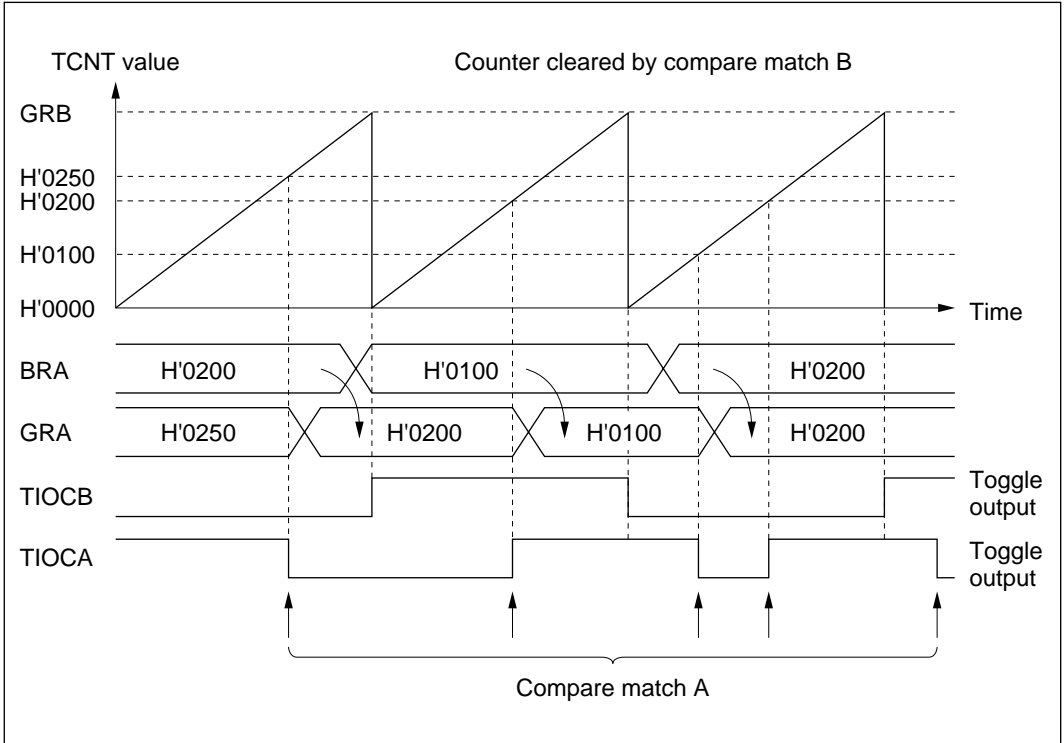 TCNT value
Counter cleared by compare match B
GRB
H'0250
H'0200
H'0100
H'0000
Time
BRA
H'0200
H'0100
H'0200
GRA
H'0250
H'0200
H'0100
H'0200
TIOCB
Toggle
output
TIOCA
Toggle
output
Compare match A